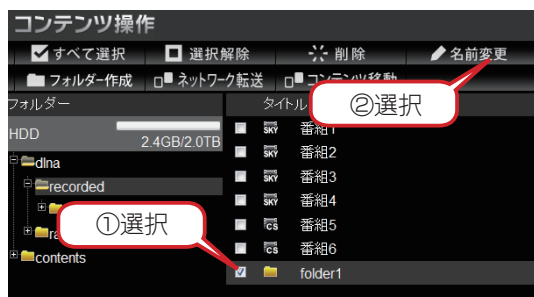 コンテンツ操作
すべて選択 選択解除 削除 名前変更
フォルダー作成 ネットワーク転送 コンテンツ移動
フォルダー タイトル
②選択
HDD 2.4GB/2.0TB
SKY 番組1
SKY 番組2
dlna
SKY 番組3
recorded
SKY 番組4
①選択
CS 番組5
CS 番組6
contents
folder1